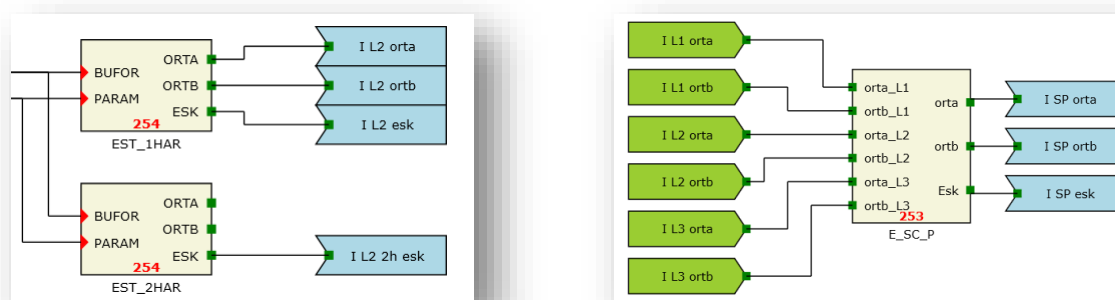 BUFOR
PARAM
ORTA
ORTB
ESK
254
EST_1HAR
I L2 orta
I L2 ortb
I L2 esk
BUFOR
PARAM
ORTA
ORTB
ESK
254
EST_2HAR
I L2 2h esk
I L1 orta
I L1 ortb
I L2 orta
I L2 ortb
I L3 orta
I L3 ortb
orta_L1
ortb_L1
orta_L2
ortb_L2
orta_L3
ortb_L3
orta
ortb
Esk
253
E_SC_P
I SP orta
I SP ortb
I SP esk